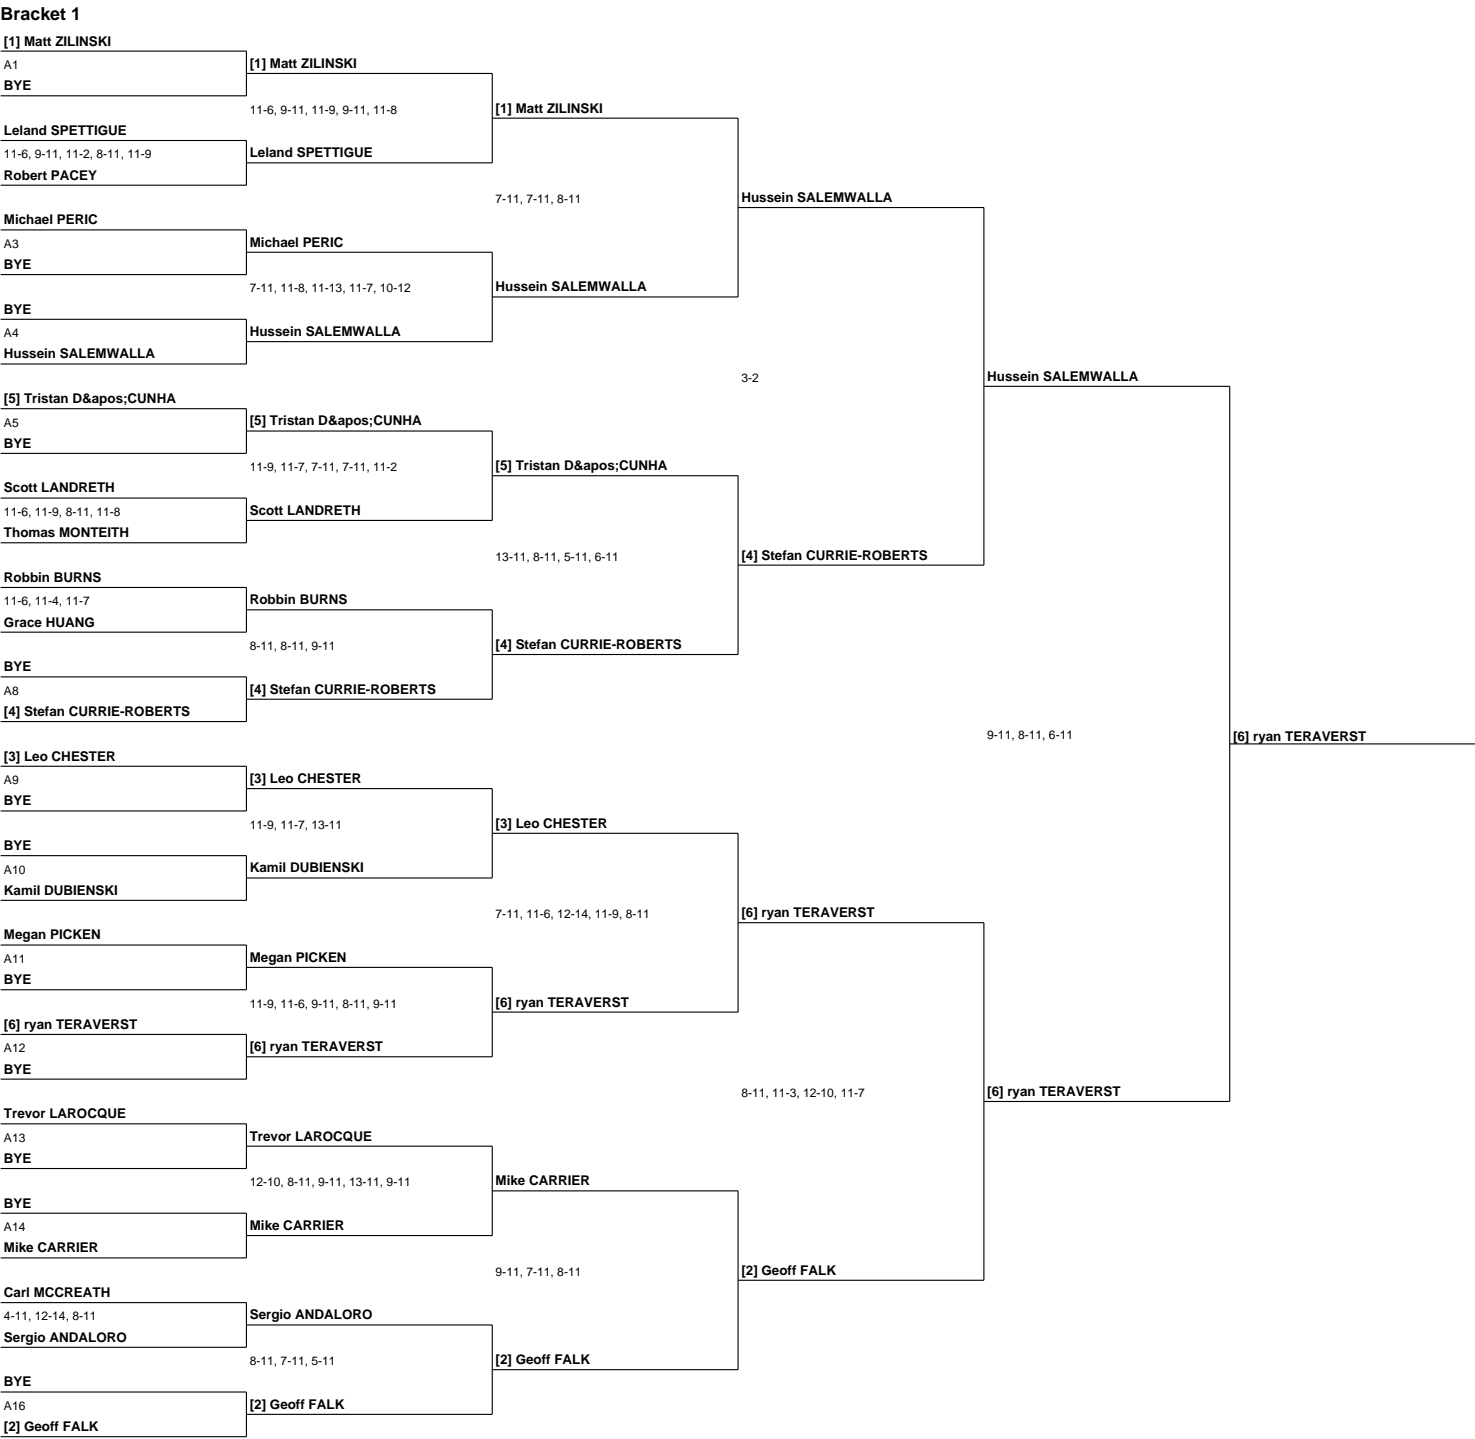 Bracket 1
[1] Matt ZILINSKI
A1
BYE
Leland SPETTIGUE
11-6, 9-11, 11-2, 8-11, 11-9
Robert PACEY
Michael PERIC
A3
BYE
BYE
A4
Hussein SALEMWALLA
[5] Tristan D&apos;CUNHA
A5
BYE
Scott LANDRETH
11-6, 11-9, 8-11, 11-8
Thomas MONTEITH
Robbin BURNS
11-6, 11-4, 11-7
Grace HUANG
BYE
A8
[4] Stefan CURRIE-ROBERTS
[3] Leo CHESTER
A9
BYE
BYE
A10
Kamil DUBIENSKI
Megan PICKEN
A11
BYE
[6] ryan TERAVERST
A12
BYE
Trevor LAROCQUE
A13
BYE
BYE
A14
Mike CARRIER
Carl MCCREATH
4-11, 12-14, 8-11
Sergio ANDALORO
BYE
A16
[2] Geoff FALK
[1] Matt ZILINSKI
11-6, 9-11, 11-9, 9-11, 11-8
Leland SPETTIGUE
Michael PERIC
7-11, 11-8, 11-13, 11-7, 10-12
Hussein SALEMWALLA
[5] Tristan D&apos;CUNHA
11-9, 11-7, 7-11, 7-11, 11-2
Scott LANDRETH
Robbin BURNS
8-11, 8-11, 9-11
[4] Stefan CURRIE-ROBERTS
[3] Leo CHESTER
11-9, 11-7, 13-11
Kamil DUBIENSKI
Megan PICKEN
11-9, 11-6, 9-11, 8-11, 9-11
[6] ryan TERAVERST
Trevor LAROCQUE
12-10, 8-11, 9-11, 13-11, 9-11
Mike CARRIER
Sergio ANDALORO
8-11, 7-11, 5-11
[2] Geoff FALK
[1] Matt ZILINSKI
7-11, 7-11, 8-11
Hussein SALEMWALLA
[5] Tristan D&apos;CUNHA
13-11, 8-11, 5-11, 6-11
[4] Stefan CURRIE-ROBERTS
[3] Leo CHESTER
7-11, 11-6, 12-14, 11-9, 8-11
[6] ryan TERAVERST
Mike CARRIER
9-11, 7-11, 8-11
[2] Geoff FALK
Hussein SALEMWALLA
3-2
[4] Stefan CURRIE-ROBERTS
[6] ryan TERAVERST
8-11, 11-3, 12-10, 11-7
[2] Geoff FALK
Hussein SALEMWALLA
9-11, 8-11, 6-11
[6] ryan TERAVERST
[6] ryan TERAVERST